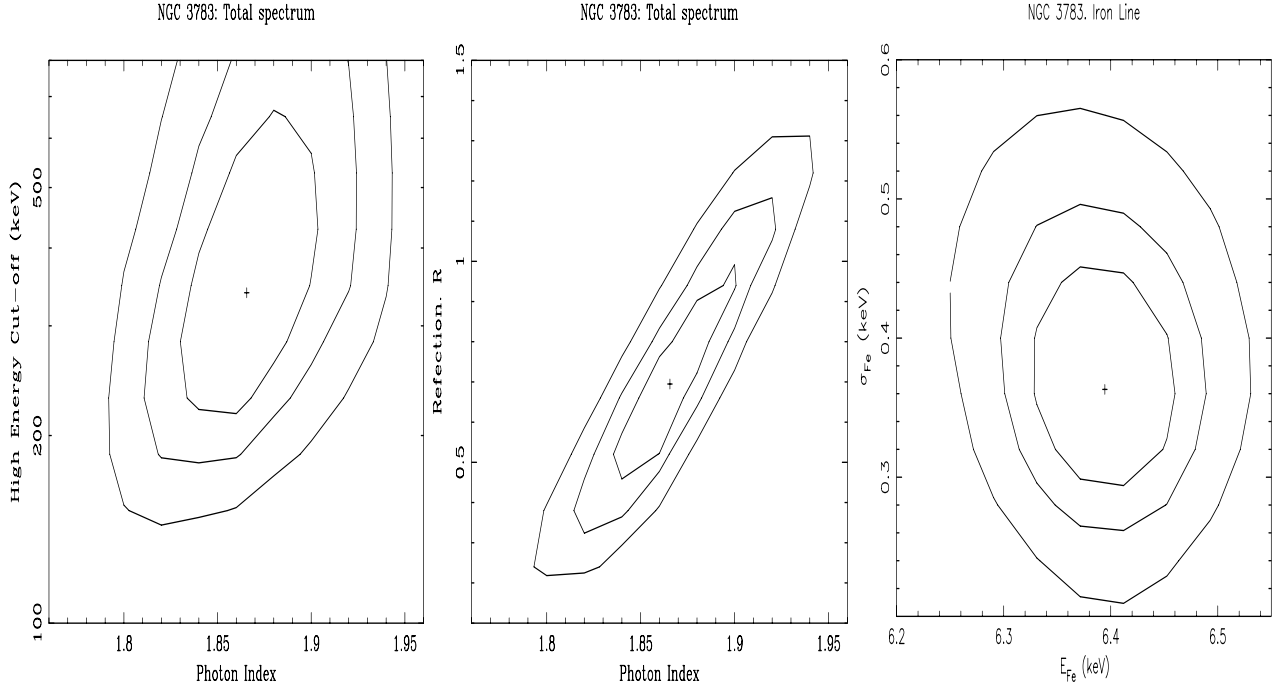 NGC 3783: Total spectrum
High Energy Cut−off (keV)
500
200
100
1.8 1.85 1.9 1.95
Photon Index
NGC 3783: Total spectrum
Refection. R
1.5
1
0.5
1.8 1.85 1.9 1.95
Photon Index
NGC 3783. Iron Line
σFe (keV)
0.6
0.5
0.4
0.3
6.2 6.3 6.4 6.5
EFe (keV)